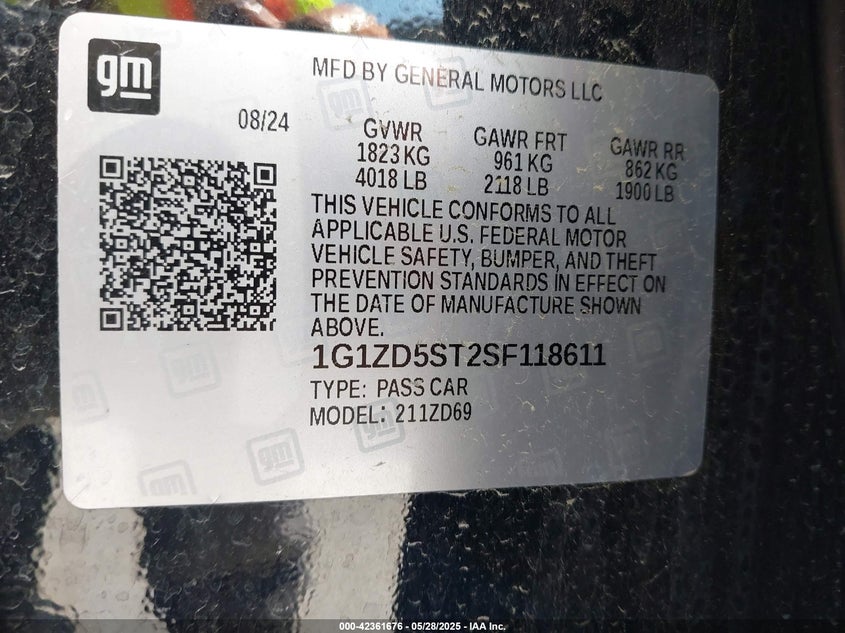 gm
MFD BY GENERAL MOTORS LLC
08/24
GVWR
1823 KG
4018 LB
GAWR FRT
961 KG
2118 LB
GAWR RR
862 KG
1900 LB
THIS VEHICLE CONFORMS TO ALL
APPLICABLE U.S. FEDERAL MOTOR
VEHICLE SAFETY, BUMPER, AND THEFT
PREVENTION STANDARDS IN EFFECT ON
THE DATE OF MANUFACTURE SHOWN
ABOVE.
1G1ZD5ST2SF118611
TYPE: PASS CAR
MODEL: 211ZD69
000-42361676 - 05/28/2025 - IAA Inc.